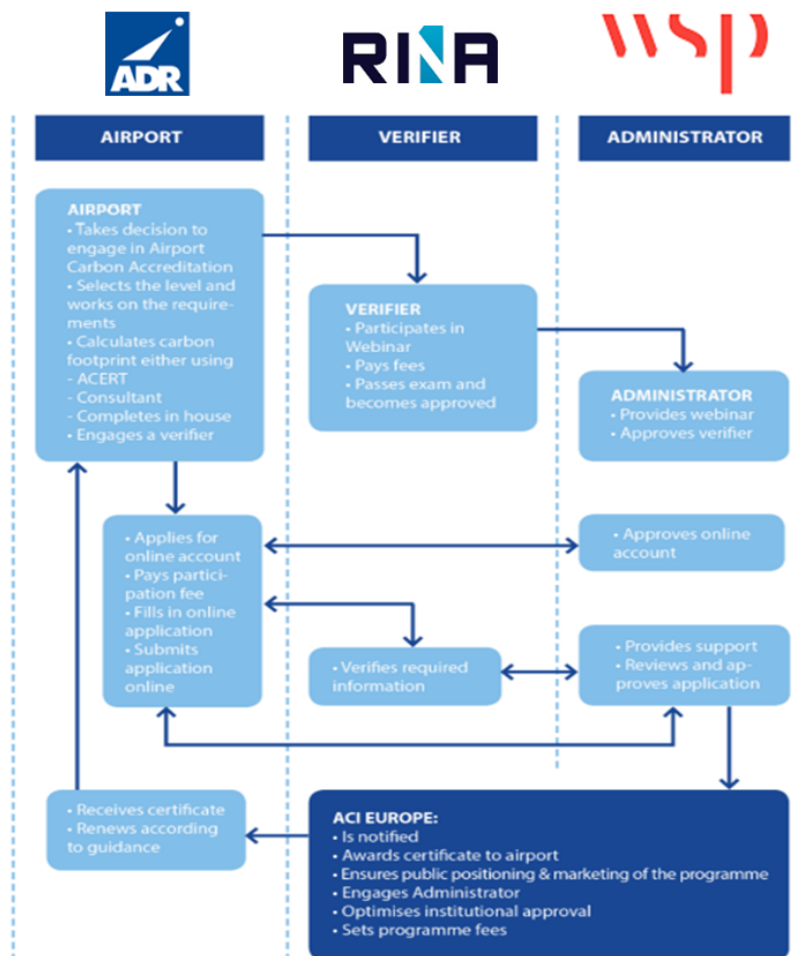 ADR
RINA
wsp
AIRPORT
VERIFIER
ADMINISTRATOR
AIRPORT
• Takes decision to
engage in Airport
Carbon Accreditation
• Selects the level and
works on the require-
ments
• Calculates carbon
footprint either using
- ACERT
- Consultant
- Completes in house
• Engages a verifier
VERIFIER
• Participates in
Webinar
• Pays fees
• Passes exam and
becomes approved
ADMINISTRATOR
• Provides webinar
• Approves verifier
• Applies for
online account
• Pays partici-
pation fee
• Fills in online
application
• Submits
application
online
• Approves online
account
• Verifies required
information
• Provides support
• Reviews and ap-
proves application
• Receives certificate
• Renews according
to guidance
ACI EUROPE:
• Is notified
• Awards certificate to airport
• Ensures public positioning & marketing of the programme
• Engages Administrator
• Optimises institutional approval
• Sets programme fees